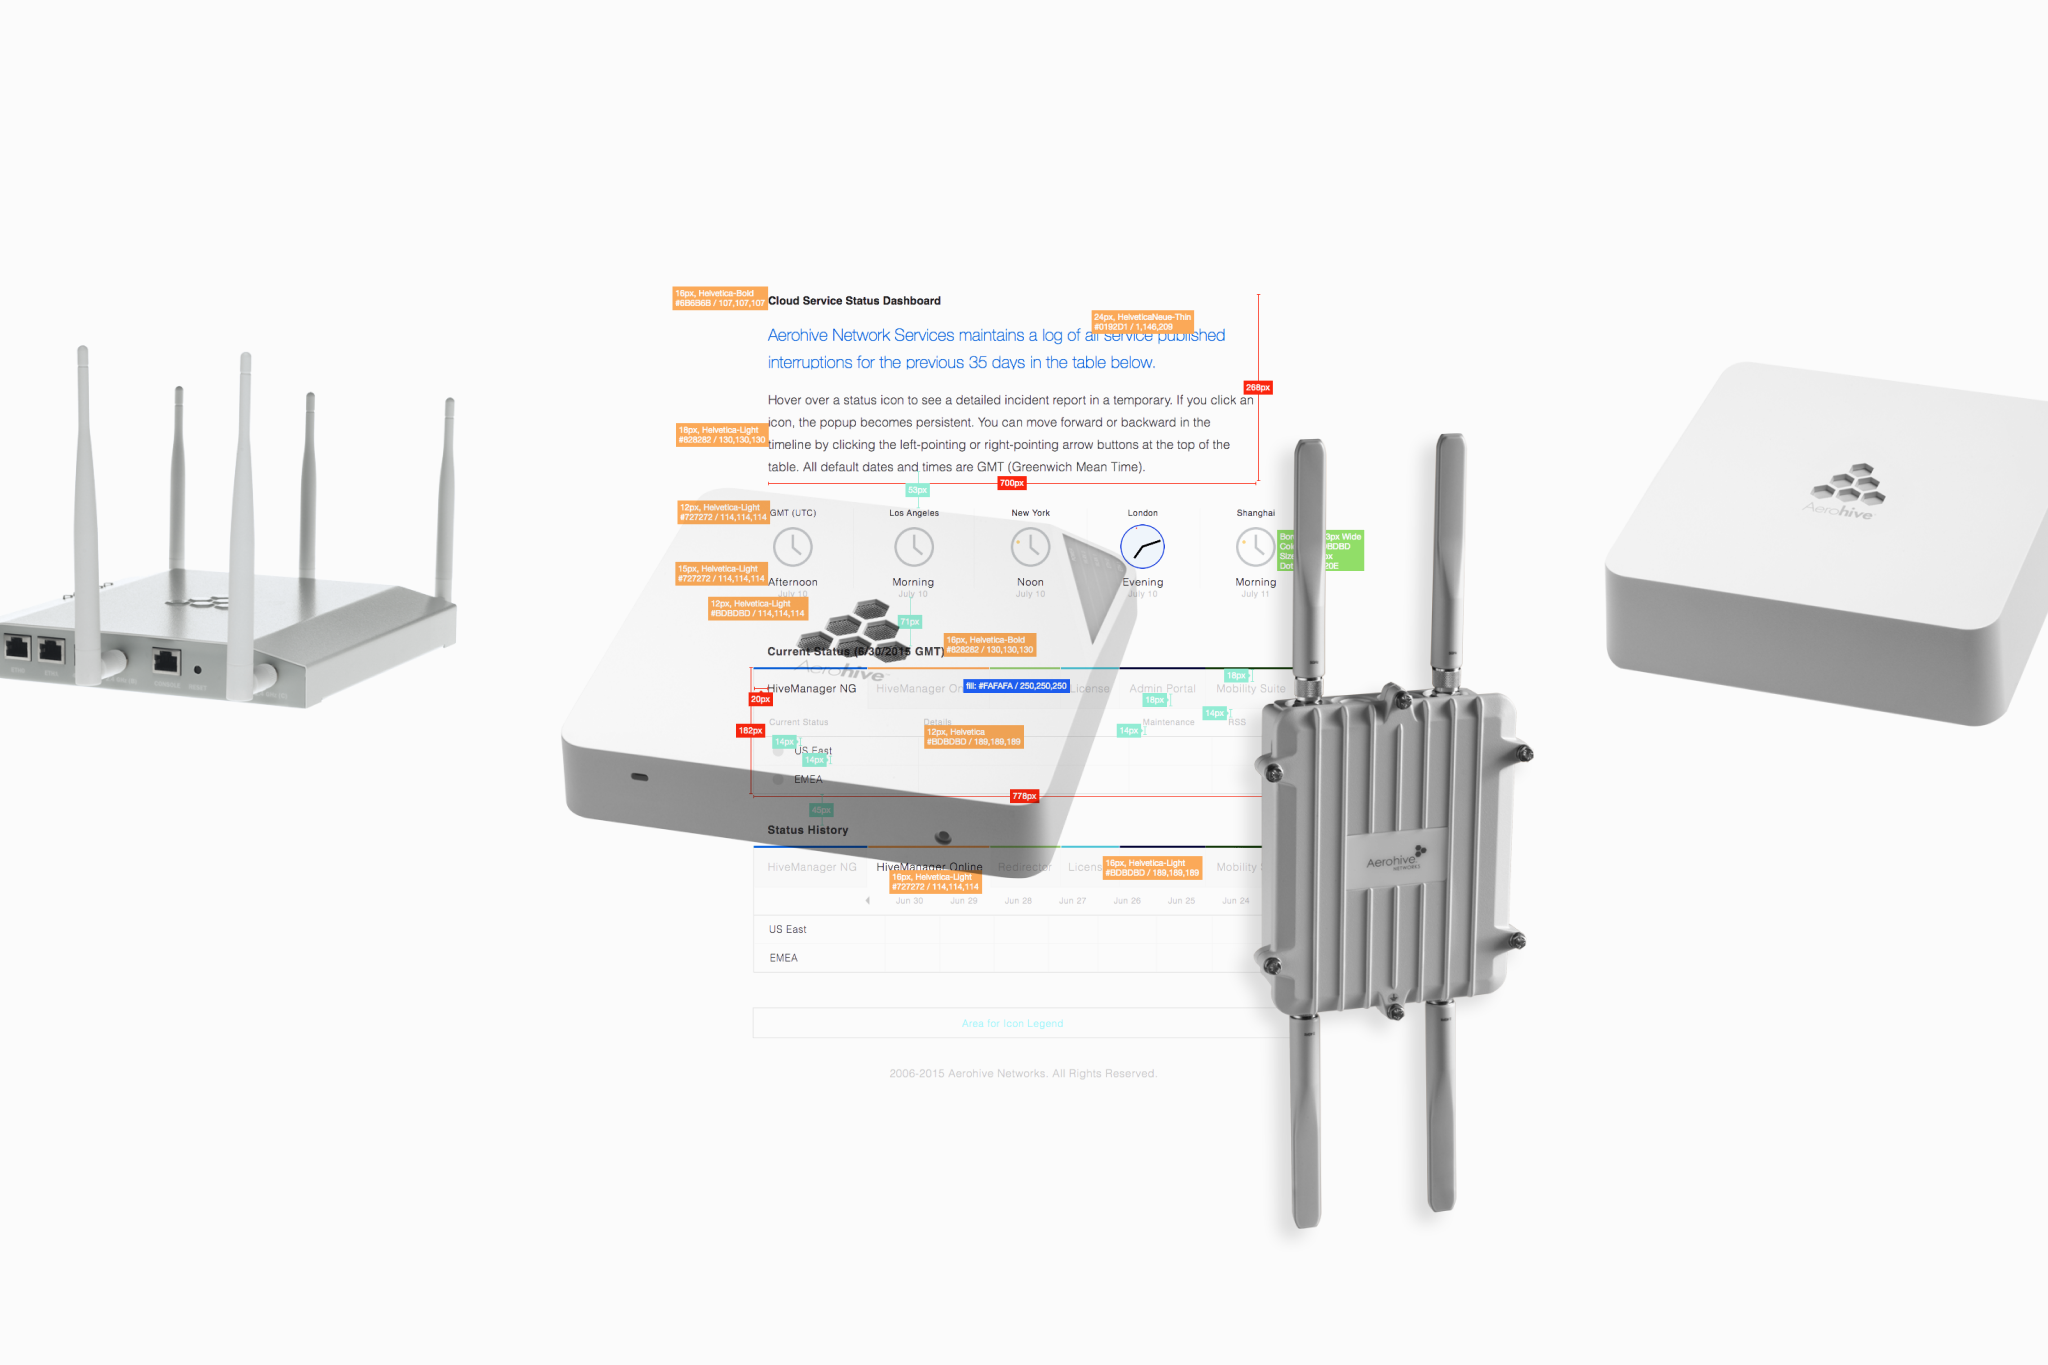 16px, Helvetica-Bold
#6B6B6B / 107,107,107
Cloud Service Status Dashboard
24px, HelveticaNeue-Thin
#0192D1 / 1,146,209
Aerohive Network Services maintains a log of all service published
interruptions for the previous 35 days in the table below.
268px
Hover over a status icon to see a detailed incident report in a temporary. If you click an
icon, the popup becomes persistent. You can move forward or backward in the
timeline by clicking the left-pointing or right-pointing arrow buttons at the top of the
table. All default dates and times are GMT (Greenwich Mean Time).
16px, Helvetica-Light
#828282 / 130,130,130
700px
53px
12px, Helvetica-Light
#727272 / 114,114,114
GMT (UTC)
Los Angeles
New York
London
Shanghai
3px Wide
15px, Helvetica-Light
#727272 / 114,114,114
Afternoon
Morning
Noon
Evening
Morning
July 10
July 10
July 10
July 10
July 11
12px, Helvetica-Light
#BDBDBD / 114,114,114
71px
16px, Helvetica-Bold
#828282 / 130,130,130
Current Status (6/30/2015 GMT)
Aerohive
Aerohive
18px
HiveManager NG
fill: #FAFAFA / 250,250,250
License
Admin Portal
Mobility Suite
20px
18px
14px
Current Status
Details
Maintenance
RSS
182px
12px, Helvetica
#BDBDBD / 189,189,189
14px
14px
US East
14px
EMEA
778px
45px
Status History
HiveManager NG
HiveManager Online
Redirector
Mobility
16px, Helvetica-Light
#BDBDBD / 189,189,189
16px, Helvetica-Light
#727272 / 114,114,114
Jun 30
Jun 29
Jun 28
Jun 27
Jun 26
Jun 25
Jun 24
US East
EMEA
Area for Icon Legend
2006-2015 Aerohive Networks. All Rights Reserved.
Aerohive
NETWORKS
CONSOLE
RESET